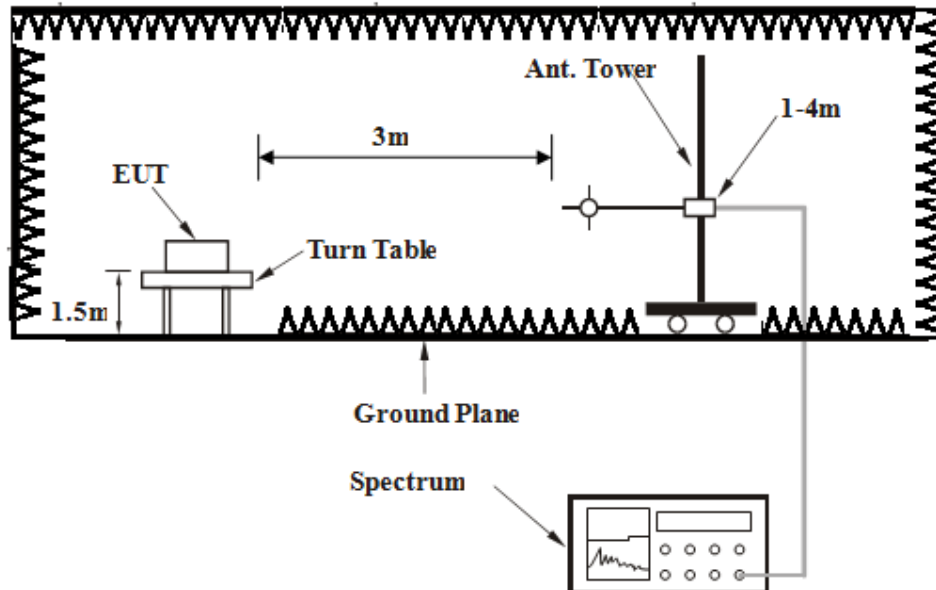 Ant. Tower
1-4m
3m
EUT
Turn Table
1.5m
Ground Plane
Spectrum